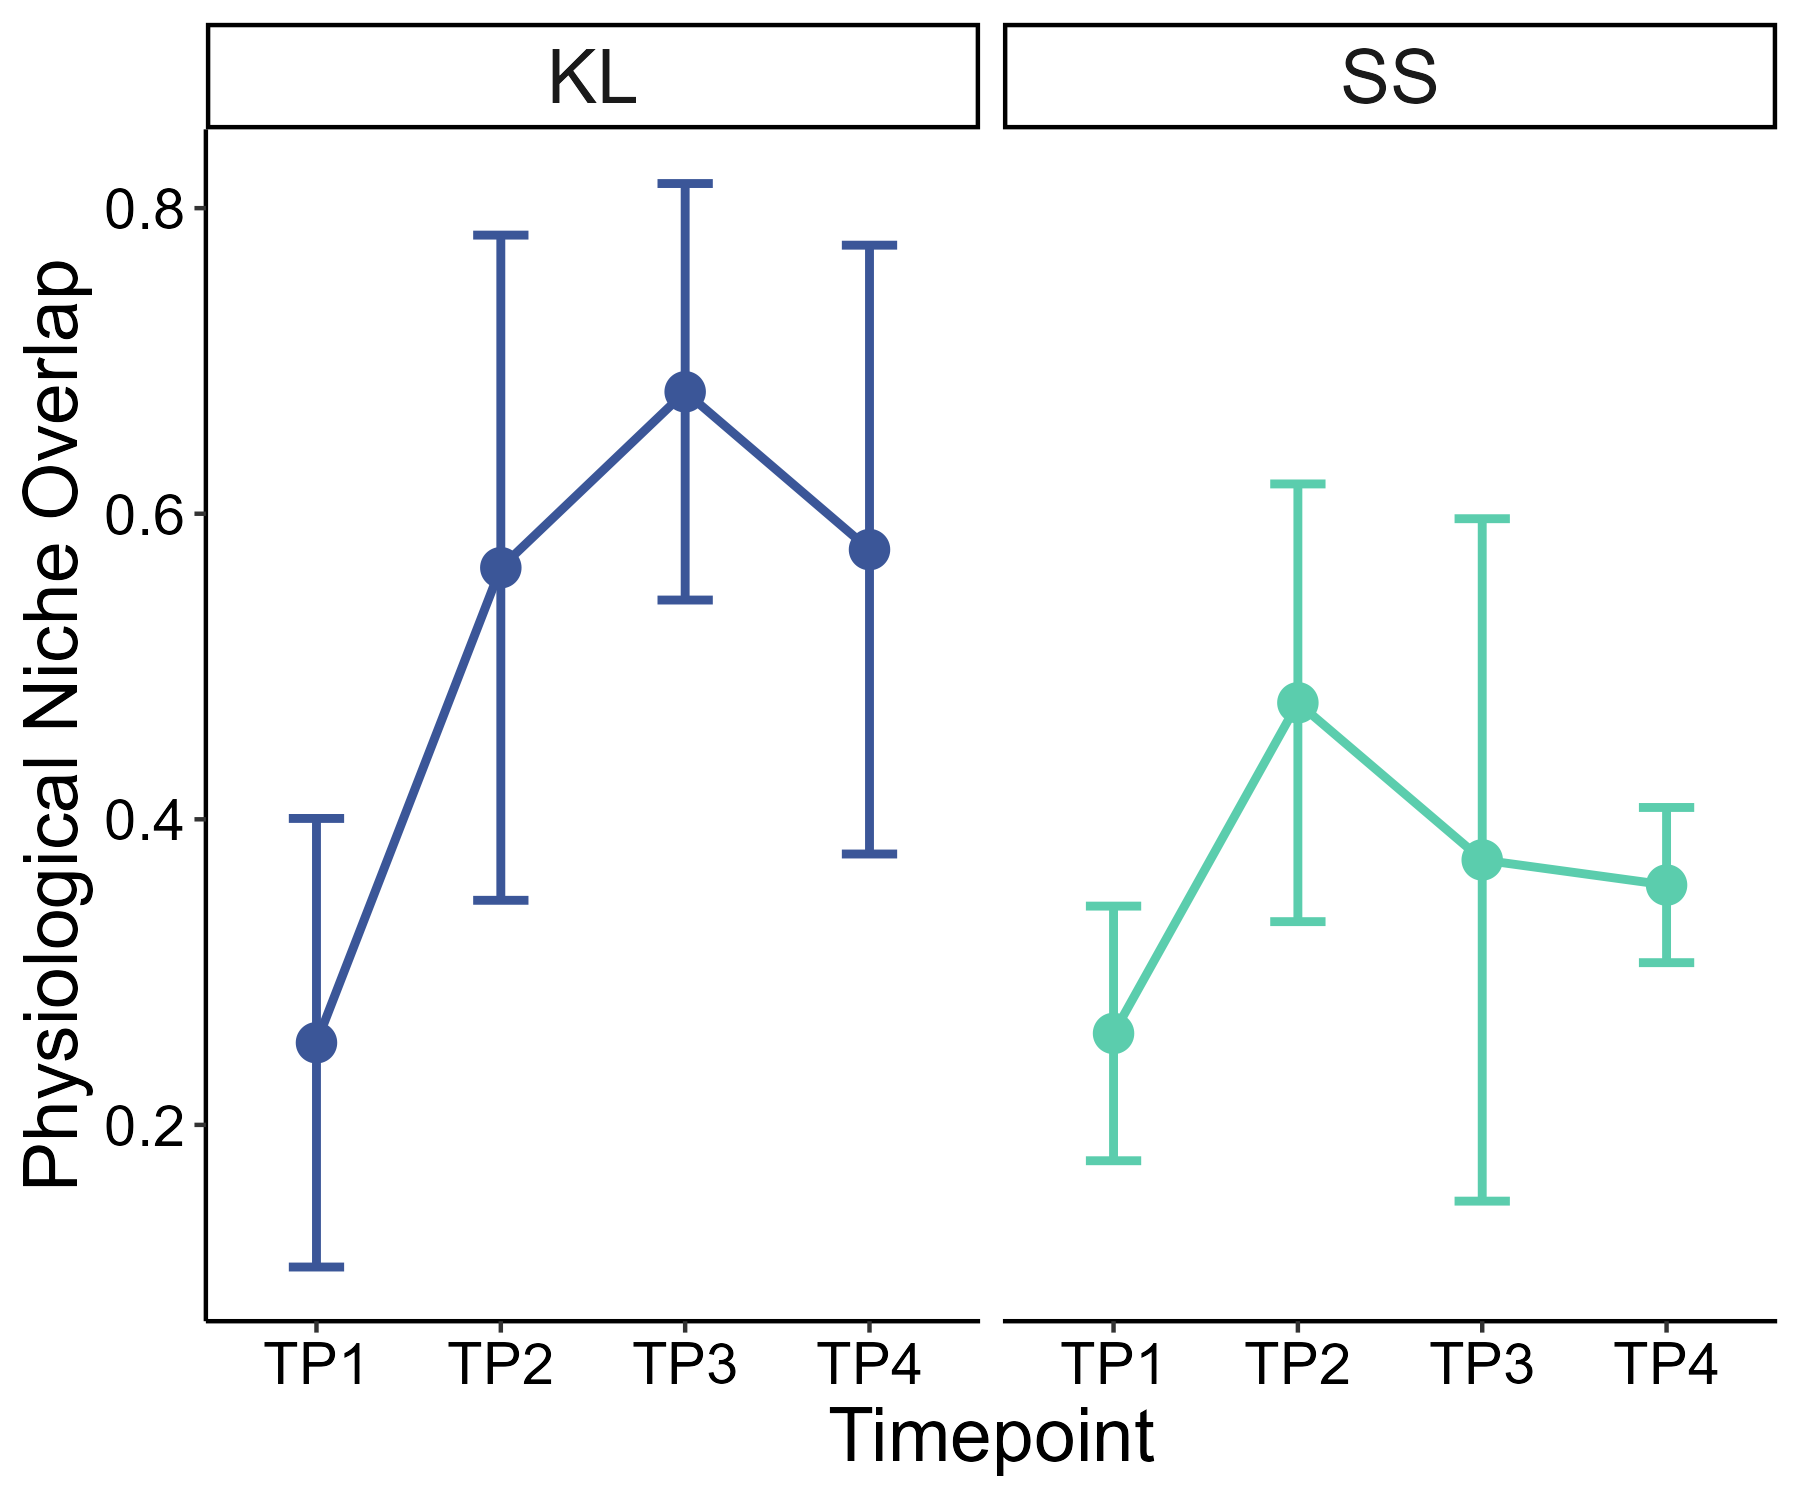 KL
SS
Physiological Niche Overlap
0.8
0.6
0.4
0.2
TP1 TP2 TP3 TP4 TP1 TP2 TP3 TP4
Timepoint